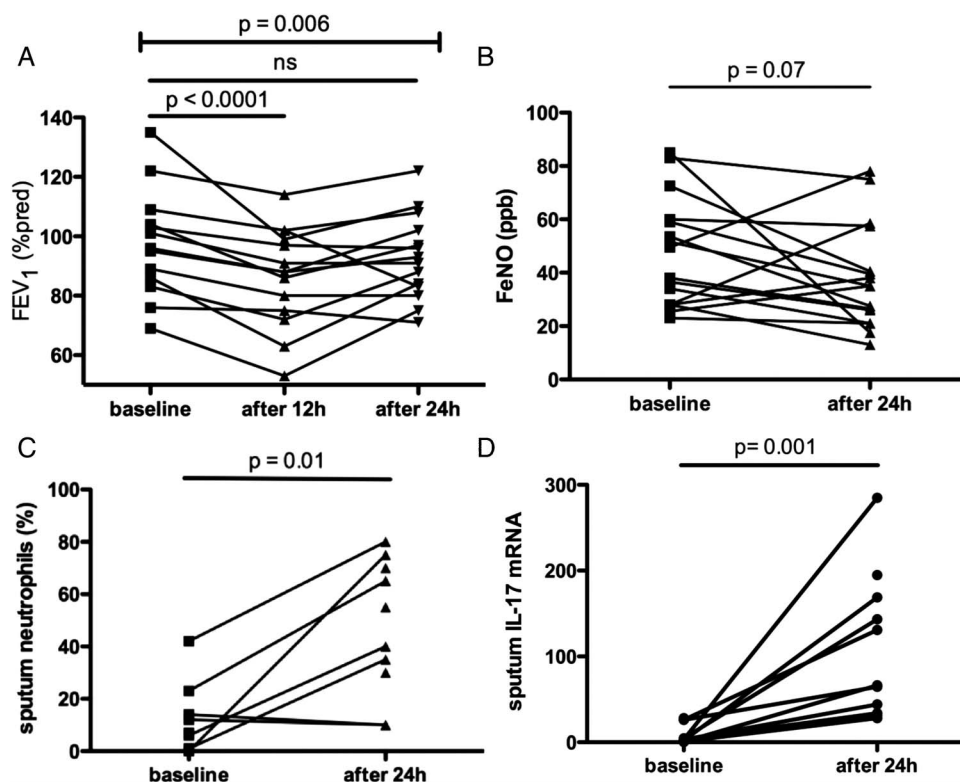 p = 0.006
A
ns
p < 0.0001
FEV1 (%pred)
140
120
100
80
60
baseline
after 12h
after 24h
B
p = 0.07
FeNO (ppb)
100
80
60
40
20
0
baseline
after 24h
C
p = 0.01
sputum neutrophils (%)
100
80
60
40
20
0
baseline
after 24h
D
p= 0.001
sputum IL-17 mRNA
300
200
100
0
baseline
after 24h